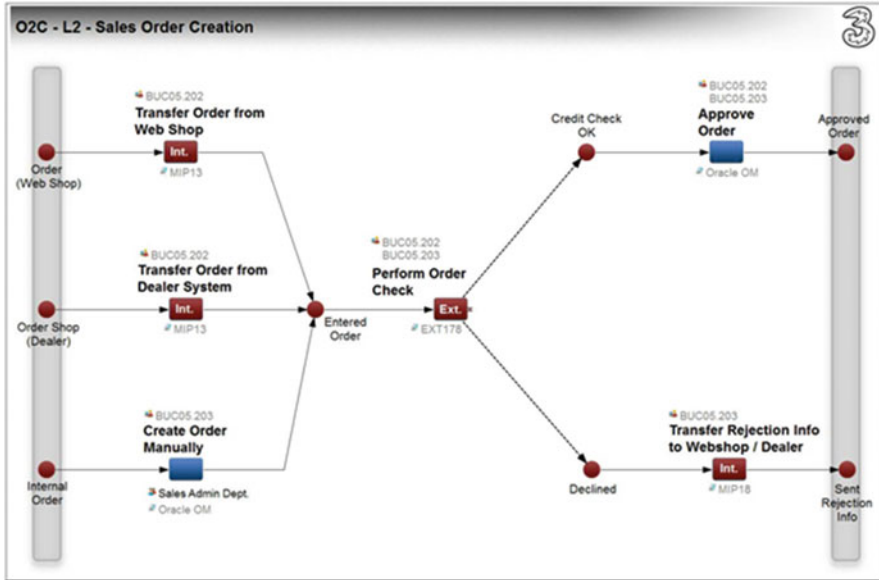 O2C - L2 - Sales Order Creation
3
BUC05.202
Transfer Order from
Web Shop
Int.
MIP13
Order
(Web Shop)
BUC05.202
Transfer Order from
Dealer System
Int.
MIP13
Order Shop
(Dealer)
BUC05.203
Create Order
Manually
Sales Admin Dept.
Oracle OM
Internal
Order
Entered
Order
BUC05.202
BUC05.203
Perform Order
Check
Ext.
EXT178
Credit Check
OK
BUC05.202
BUC05.203
Approve
Order
Oracle OM
Approved
Order
Declined
BUC05.203
Transfer Rejection Info
to Webshop / Dealer
Int.
MIP18
Sent
Rejection
Info